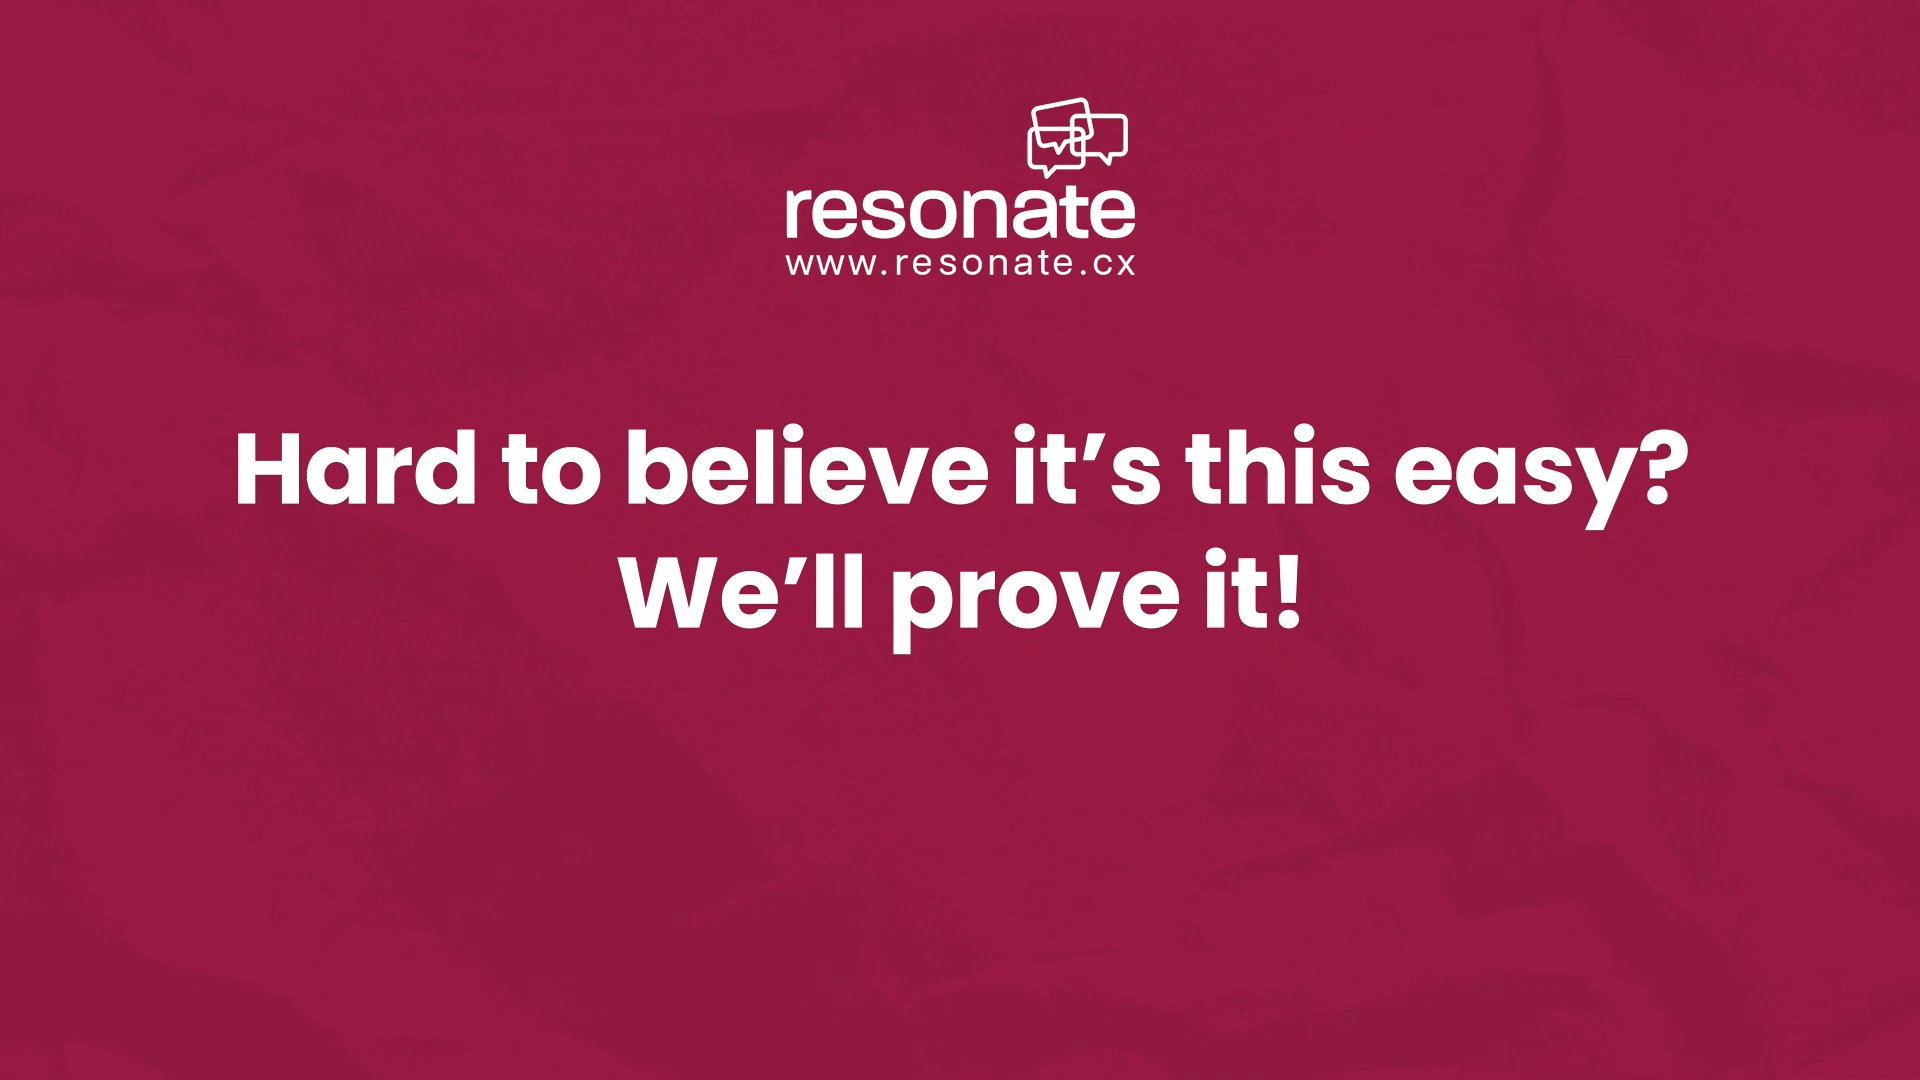 resonate
www.resonate.cx
Hard to believe it’s this easy?
We’ll prove it!